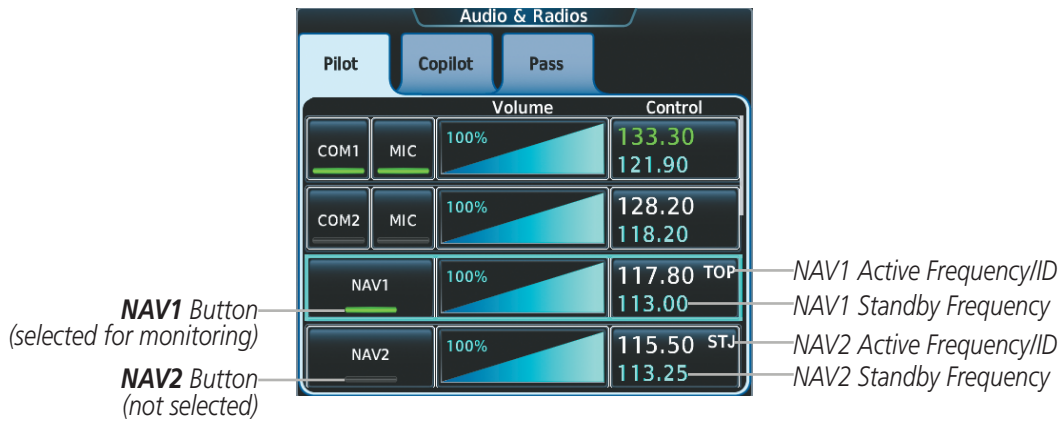 Audio & Radios
Pilot
Copilot
Pass
Volume
Control
COM1
MIC
100%
133.30
121.90
COM2
MIC
100%
128.20
118.20
NAV1
100%
117.80 TOP
113.00
NAV2
100%
115.50 STJ
113.25
NAV1 Button
(selected for monitoring)
NAV2 Button
(not selected)
NAV1 Active Frequency/ID
NAV1 Standby Frequency
NAV2 Active Frequency/ID
NAV2 Standby Frequency